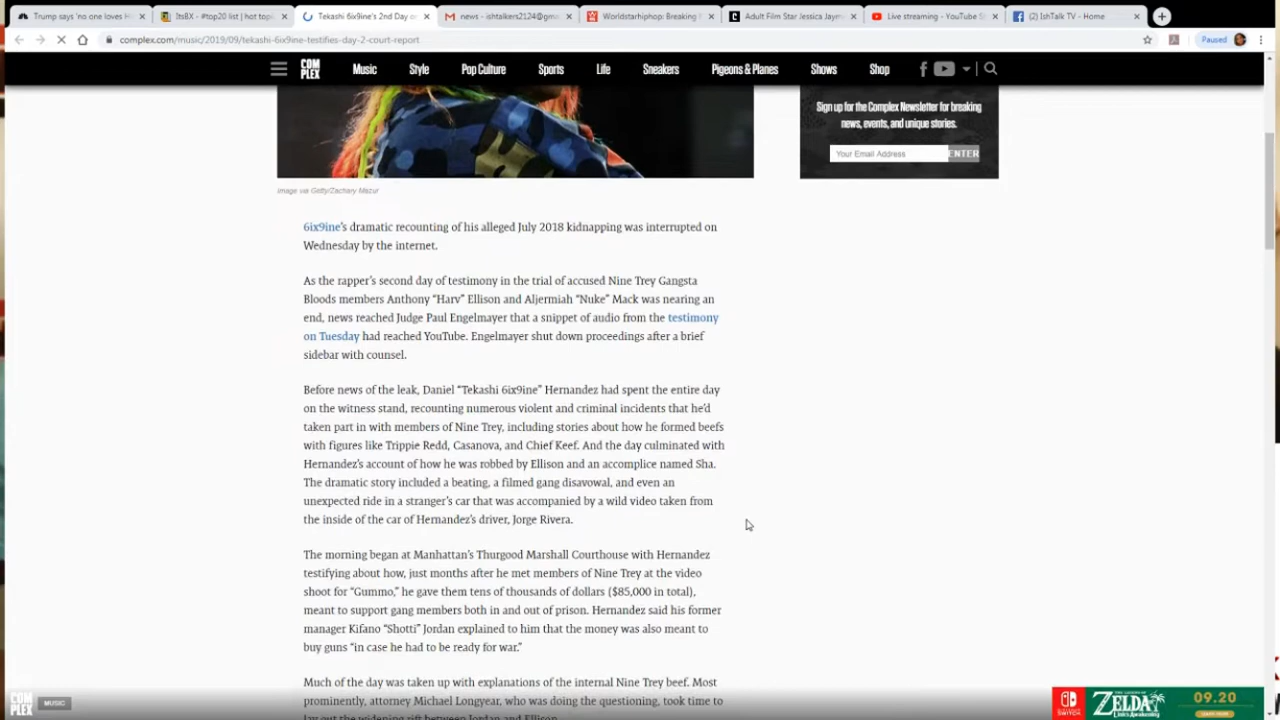 Trump says 'no one loves H
ItsBX - #top20 list | hot topi
Tekashi 6ix9ine's 2nd Day o
news - ishtalkers2124@gm
Worldstarhiphop: Breaking
Adult Film Star Jessica Jaym
Live streaming - YouTube S
(2) IshTalk TV - Home
complex.com/music/2019/09/tekashi-6ix9ine-testifies-day-2-court-report
Paused
COM
PLEX
Music
Style
Pop Culture
Sports
Life
Sneakers
Pigeons & Planes
Shows
Shop
Sign up for the Complex Newsletter for breaking
news, events, and unique stories.
Your Email Address
ENTER
Image via Getty/Zachary Mazur
6ix9ine's dramatic recounting of his alleged July 2018 kidnapping was interrupted on
Wednesday by the internet.
As the rapper's second day of testimony in the trial of accused Nine Trey Gangsta
Bloods members Anthony "Harv" Ellison and Aljermiah "Nuke" Mack was nearing an
end, news reached Judge Paul Engelmayer that a snippet of audio from the testimony
on Tuesday had reached YouTube. Engelmayer shut down proceedings after a brief
sidebar with counsel.
Before news of the leak, Daniel "Tekashi 6ix9ine" Hernandez had spent the entire day
on the witness stand, recounting numerous violent and criminal incidents that he'd
taken part in with members of Nine Trey, including stories about how he formed beefs
with figures like Trippie Redd, Casanova, and Chief Keef. And the day culminated with
Hernandez's account of how he was robbed by Ellison and an accomplice named Sha.
The dramatic story included a beating, a filmed gang disavowal, and even an
unexpected ride in a stranger's car that was accompanied by a wild video taken from
the inside of the car of Hernandez's driver, Jorge Rivera.
The morning began at Manhattan's Thurgood Marshall Courthouse with Hernandez
testifying about how, just months after he met members of Nine Trey at the video
shoot for "Gummo," he gave them tens of thousands of dollars ($85,000 in total),
meant to support gang members both in and out of prison. Hernandez said his former
manager Kifano "Shotti" Jordan explained to him that the money was also meant to
buy guns "in case he had to be ready for war."
Much of the day was taken up with explanations of the internal Nine Trey beef. Most
prominently, attorney Michael Longyear, who was doing the questioning, took time to
lay out the widening rift between Jordan and Ellison
COM
PLEX
MUSIC
SWITCH
ZELDA
Link's Awakening
09.20